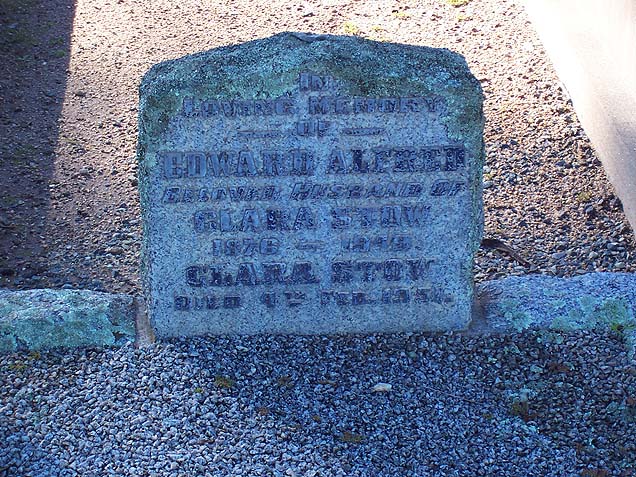 IN
LOVING MEMORY
OF
EDWARD ALFRED
BELOVED HUSBAND OF
CLARA STOW
1876 —
CLARA STOW
DIED 4TH FEB.